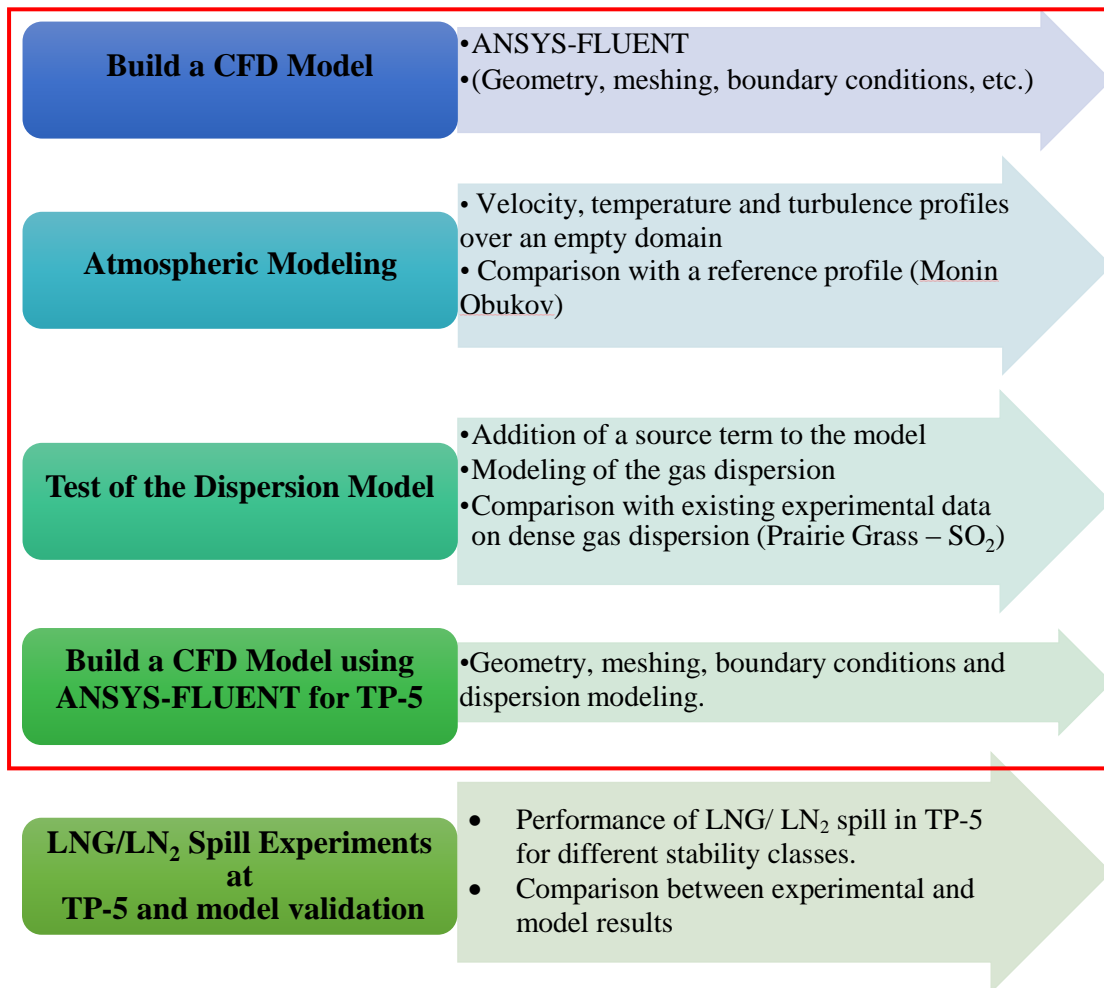 Build a CFD Model
•ANSYS-FLUENT
•(Geometry, meshing, boundary conditions, etc.)
Atmospheric Modeling
• Velocity, temperature and turbulence profiles
over an empty domain
• Comparison with a reference profile (Monin
Obukov)
Test of the Dispersion Model
•Addition of a source term to the model
•Modeling of the gas dispersion
•Comparison with existing experimental data
on dense gas dispersion (Prairie Grass – SO₂)
Build a CFD Model using
ANSYS-FLUENT for TP-5
•Geometry, meshing, boundary conditions and
dispersion modeling.
LNG/LN₂ Spill Experiments
at
TP-5 and model validation
• Performance of LNG/ LN₂ spill in TP-5
for different stability classes.
• Comparison between experimental and
model results